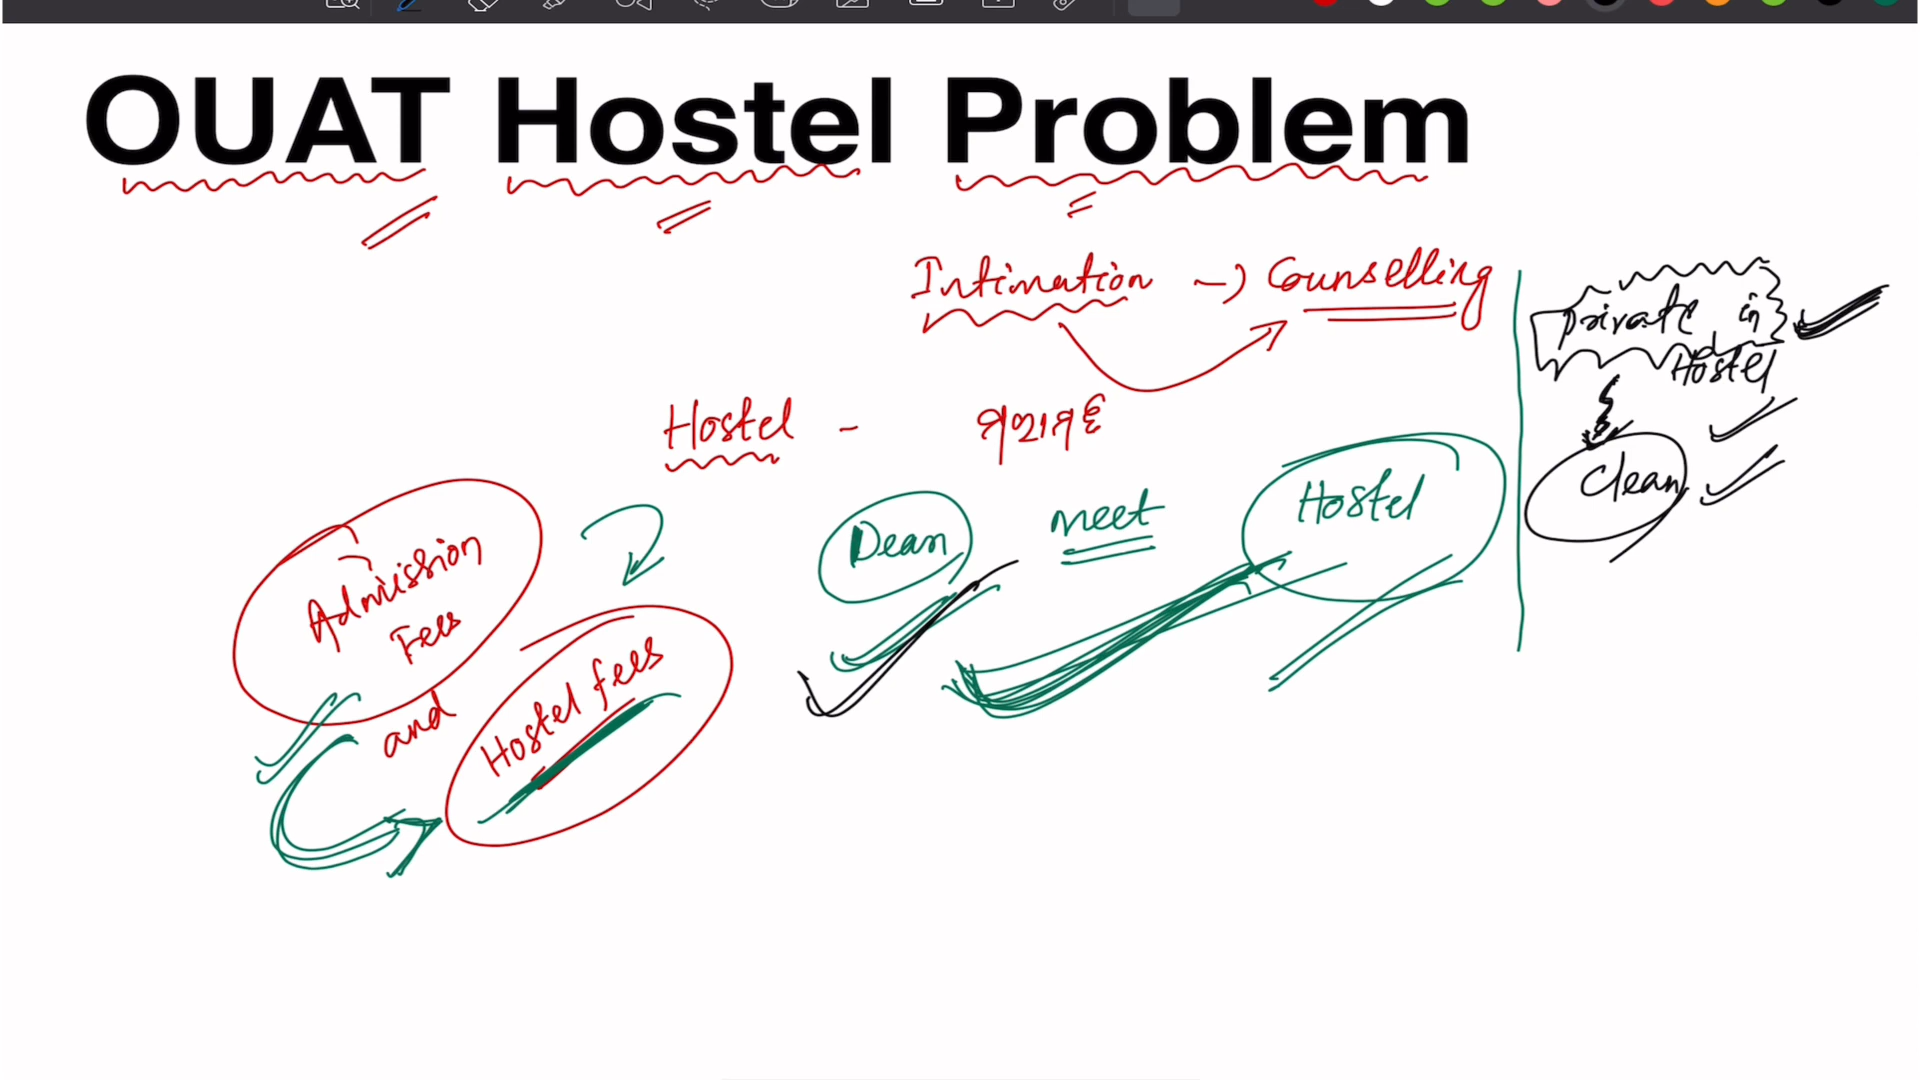 OUAT Hostel Problem
Intimation → Counselling
Hostel -
Admission
Fees
and
Hostel fees
Dean meet Hostel
private in
Hostel
Clean